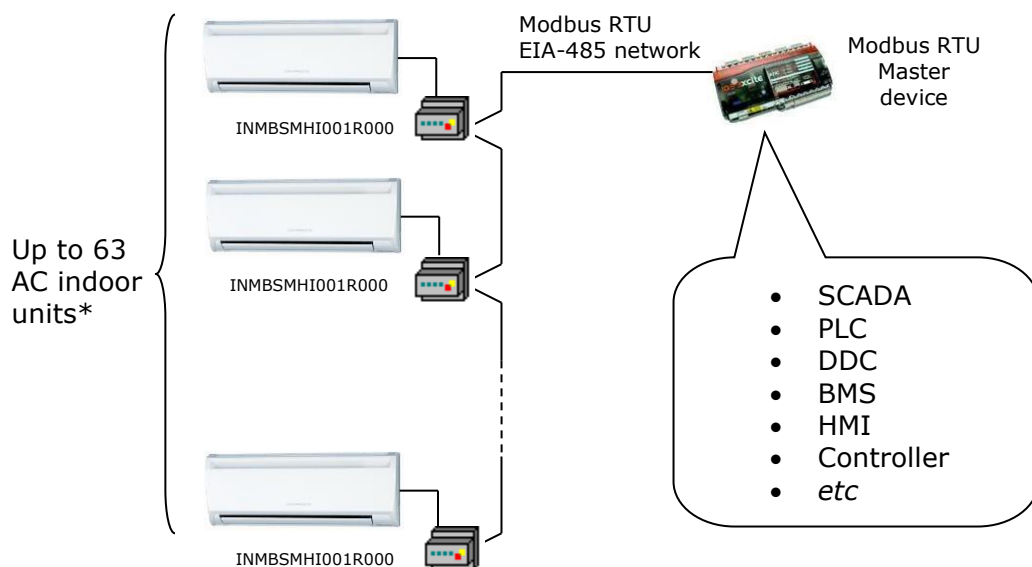 Modbus RTU
EIA-485 network
Modbus RTU
Master
device
INMBSMHI001R000
Up to 63
AC indoor
units*
INMBSMHI001R000
• SCADA
• PLC
• DDC
• BMS
• HMI
• Controller
• etc
INMBSMHI001R000